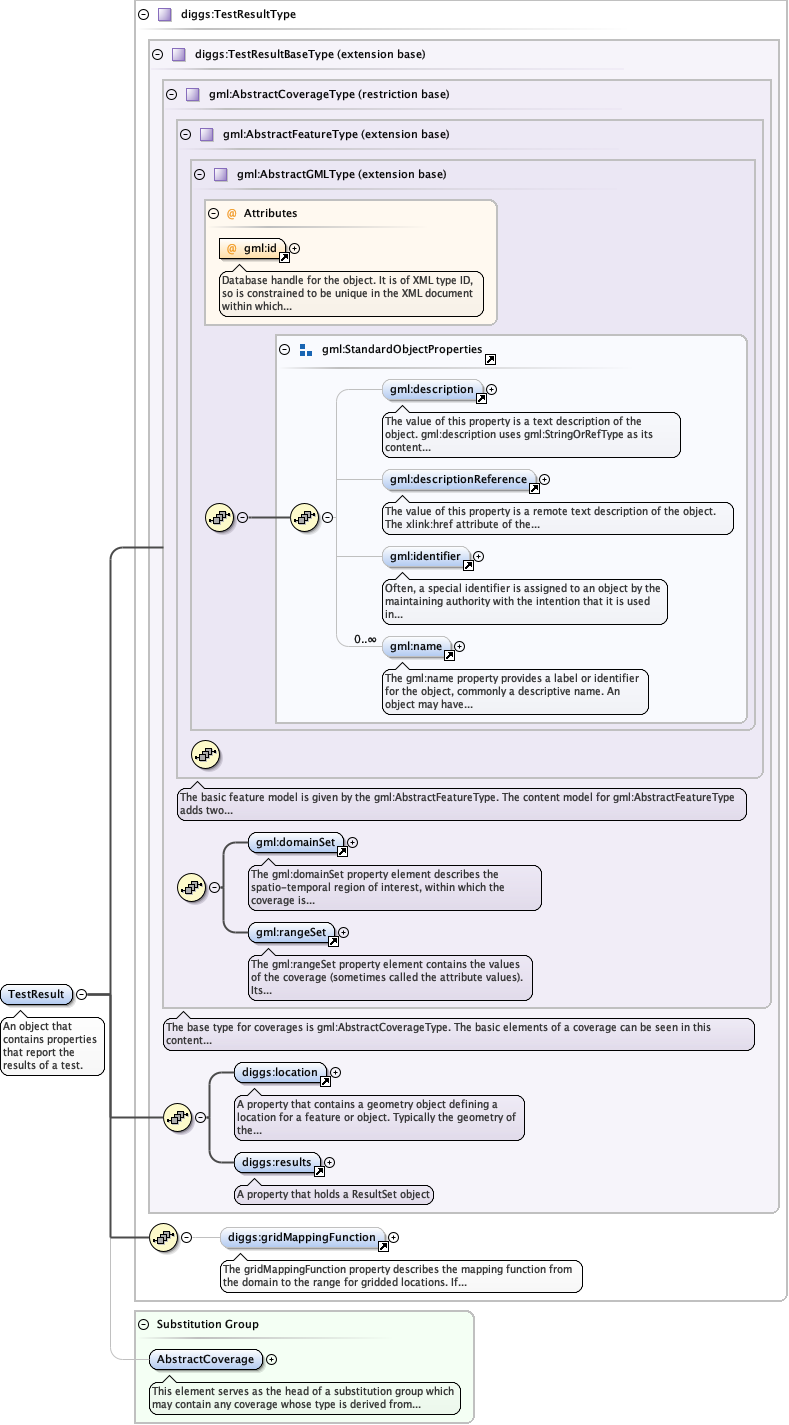 diggs:TestResultType
diggs:TestResultBaseType (extension base)
gml:AbstractCoverageType (restriction base)
gml:AbstractFeatureType (extension base)
gml:AbstractGMLType (extension base)
@ Attributes
@ gml:id
Database handle for the object. It is of XML type ID,
so is constrained to be unique in the XML document
within which...
gml:StandardObjectProperties
gml:description
The value of this property is a text description of the
object. gml:description uses gml:StringOrRefType as its
content...
gml:descriptionReference
The value of this property is a remote text description of the object.
The xlink:href attribute of the...
gml:identifier
Often, a special identifier is assigned to an object by the
maintaining authority with the intention that it is used
in...
0..∞
gml:name
The gml:name property provides a label or identifier
for the object, commonly a descriptive name. An
object may have...
The basic feature model is given by the gml:AbstractFeatureType. The content model for gml:AbstractFeatureType
adds two...
gml:domainSet
The gml:domainSet property element describes the
spatio-temporal region of interest, within which the
coverage is...
gml:rangeSet
The gml:rangeSet property element contains the values
of the coverage (sometimes called the attribute values).
Its...
TestResult
An object that
contains properties
that report the
results of a test.
The base type for coverages is gml:AbstractCoverageType. The basic elements of a coverage can be seen in this
content...
diggs:location
A property that contains a geometry object defining a
location for a feature or object. Typically the geometry of
the...
diggs:results
A property that holds a ResultSet object
diggs:gridMappingFunction
The gridMappingFunction property describes the mapping function from
the domain to the range for gridded locations. If...
Substitution Group
AbstractCoverage
This element serves as the head of a substitution group which
may contain any coverage whose type is derived from...